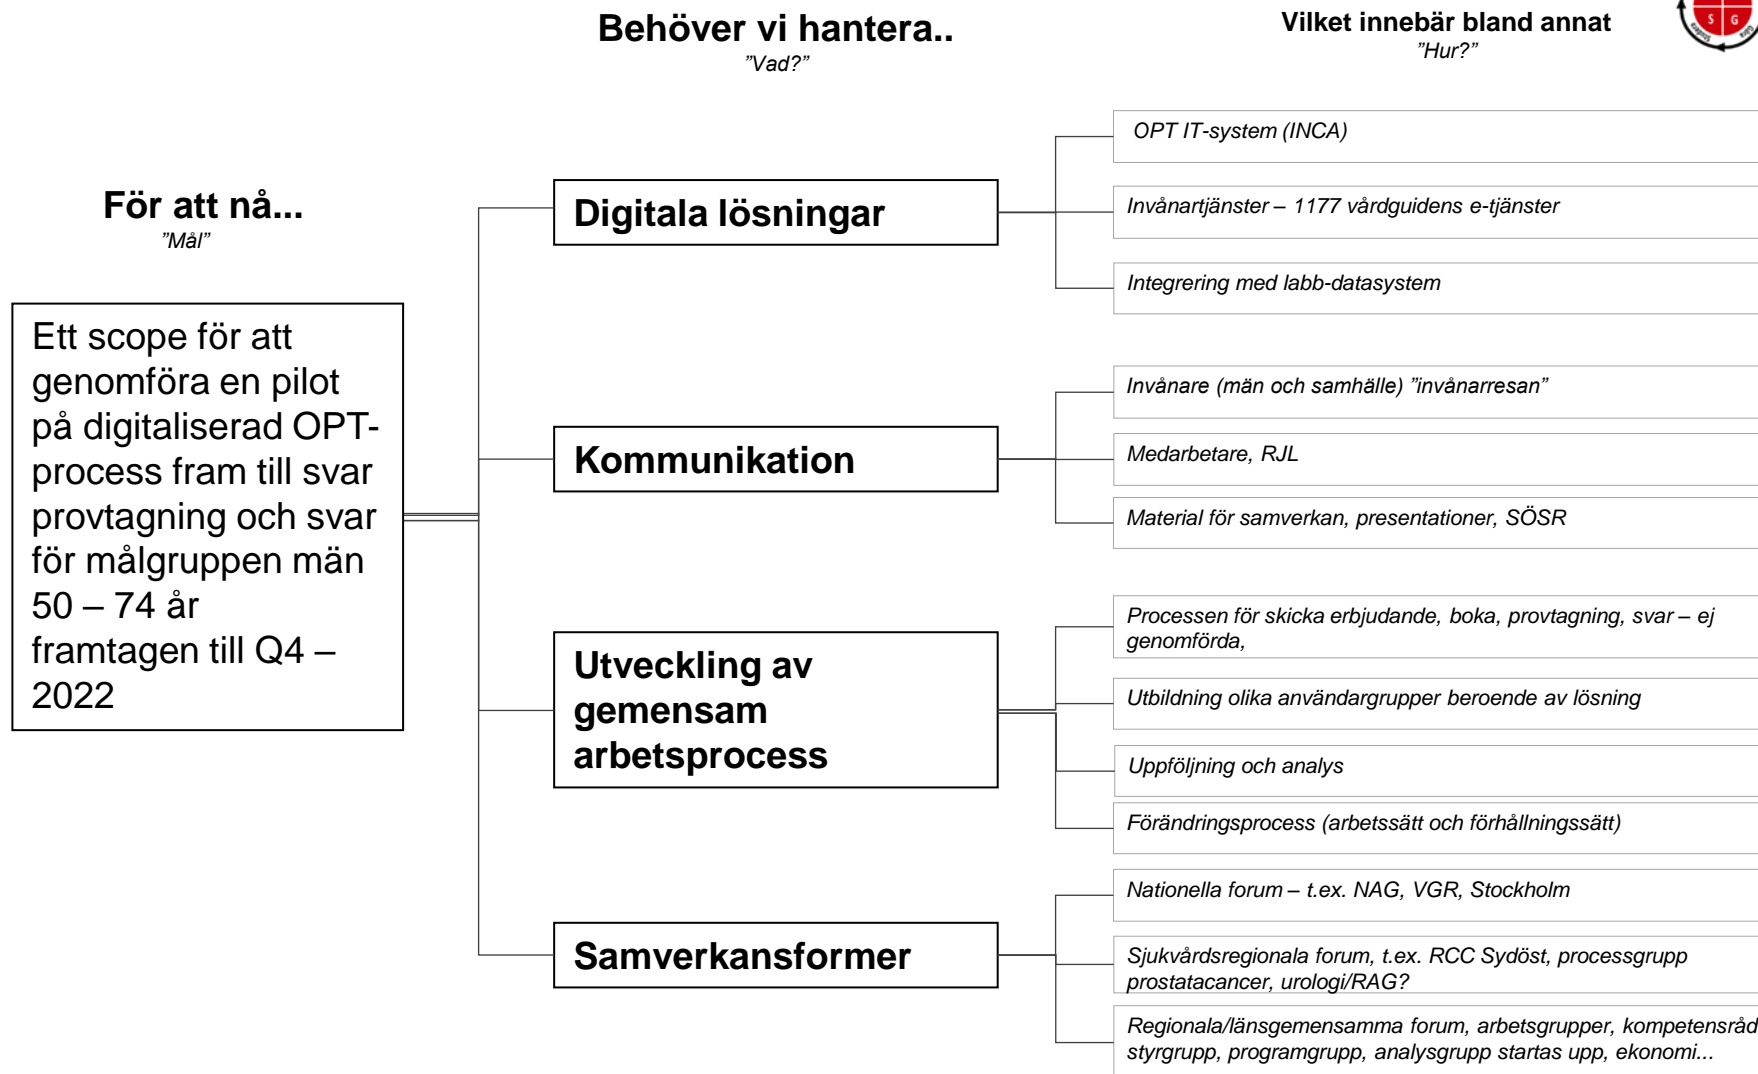 Behöver vi hantera..
"Vad?"
Vilket innebär bland annat
"Hur?"
S G
För att nå...
"Mål"
Ett scope för att
genomföra en pilot
på digitaliserad OPT-
process fram till svar
provtagning och svar
för målgruppen män
50 – 74 år
framtagen till Q4 –
2022
Digitala lösningar
OPT IT-system (INCA)
Invånartjänster – 1177 vårdguidens e-tjänster
Integrering med labb-datasystem
Kommunikation
Invånare (män och samhälle) "invånarresan"
Medarbetare, RJL
Material för samverkan, presentationer, SÖSR
Utveckling av
gemensam
arbetsprocess
Processen för skicka erbjudande, boka, provtagning, svar – ej
genomförda,
Utbildning olika användargrupper beroende av lösning
Uppföljning och analys
Förändringsprocess (arbetssätt och förhållningssätt)
Samverkansformer
Nationella forum – t.ex. NAG, VGR, Stockholm
Sjukvårdsregionala forum, t.ex. RCC Sydöst, processgrupp
prostatacancer, urologi/RAG?
Regionala/länsgemensamma forum, arbetsgrupper, kompetensråd
styrgrupp, programgrupp, analysgrupp startas upp, ekonomi...